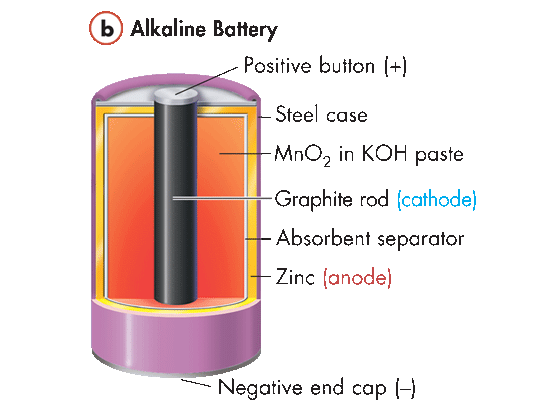 b Alkaline Battery
Positive button (+)
Steel case
MnO₂ in KOH paste
Graphite rod (cathode)
Absorbent separator
Zinc (anode)
Negative end cap (–)